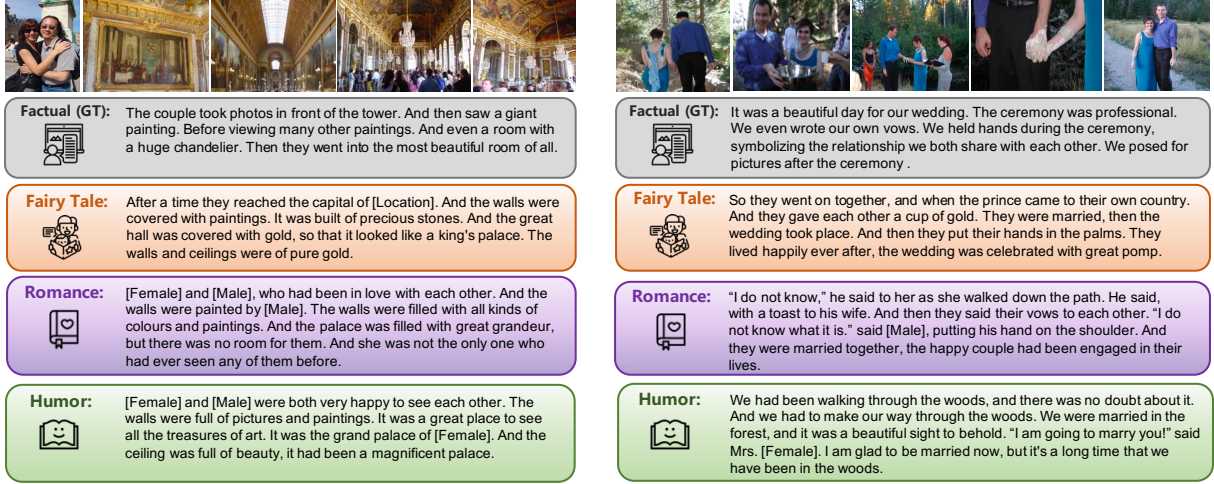 Factual (GT):
The couple took photos in front of the tower. And then saw a giant
painting. Before viewing many other paintings. And even a room with
a huge chandelier. Then they went into the most beautiful room of all.
Fairy Tale:
After a time they reached the capital of [Location]. And the walls were
covered with paintings. It was built of precious stones. And the great
hall was covered with gold, so that it looked like a king's palace. The
walls and ceilings were of pure gold.
Romance:
[Female] and [Male], who had been in love with each other. And the
walls were painted by [Male]. The walls were filled with all kinds of
colours and paintings. And the palace was filled with great grandeur,
but there was no room for them. And she was not the only one who
had ever seen any of them before.
Humor:
[Female] and [Male] were both very happy to see each other. The
walls were full of pictures and paintings. It was a great place to see
all the treasures of art. It was the grand palace of [Female]. And the
ceiling was full of beauty, it had been a magnificent palace.
Factual (GT):
It was a beautiful day for our wedding. The ceremony was professional.
We even wrote our own vows. We held hands during the ceremony,
symbolizing the relationship we both share with each other. We posed for
pictures after the ceremony .
Fairy Tale:
So they went on together, and when the prince came to their own country.
And they gave each other a cup of gold. They were married, then the
wedding took place. And then they put their hands in the palms. They
lived happily ever after, the wedding was celebrated with great pomp.
Romance:
“I do not know,” he said to her as she walked down the path. He said,
with a toast to his wife. And then they said their vows to each other. “I do
not know what it is.” said [Male], putting his hand on the shoulder. And
they were married together, the happy couple had been engaged in their
lives.
Humor:
We had been walking through the woods, and there was no doubt about it.
And we had to make our way through the woods. We were married in the
forest, and it was a beautiful sight to behold. “I am going to marry you!” said
Mrs. [Female]. I am glad to be married now, but it's a long time that we
have been in the woods.